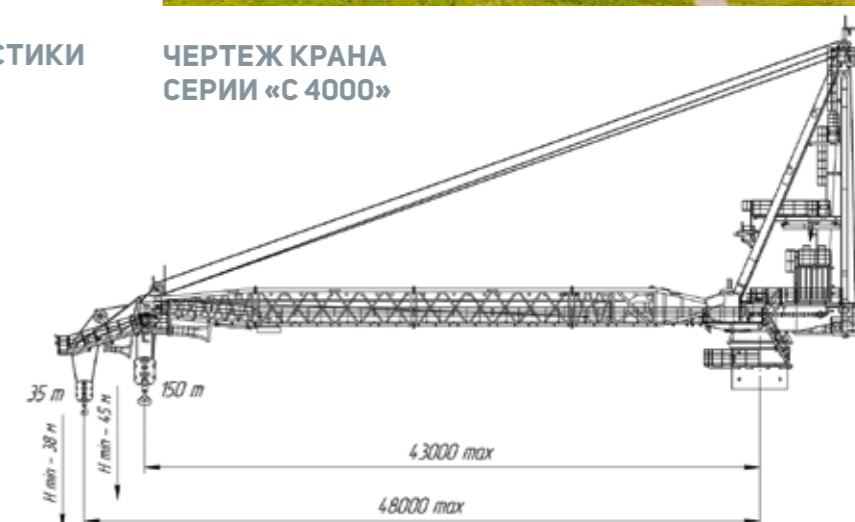 СТИКИ
ЧЕРТЕЖ КРАНА
СЕРИИ «С 4000»
35 т
150 т
H min - 38 м
H min - 45 м
43000 max
48000 max